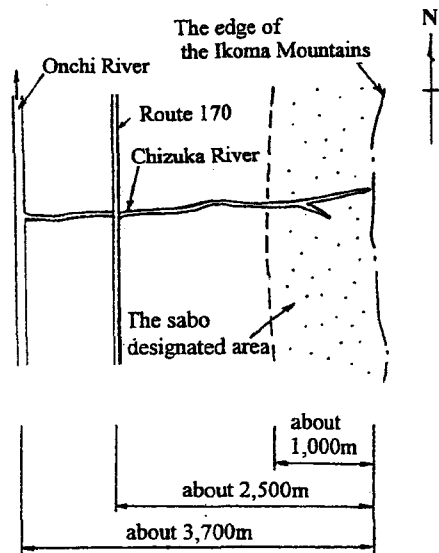 N
The edge of
the Ikoma Mountains
Onchi River
Route 170
Chizuka River
The sabo
designated area
about
1,000m
about 2,500m
about 3,700m